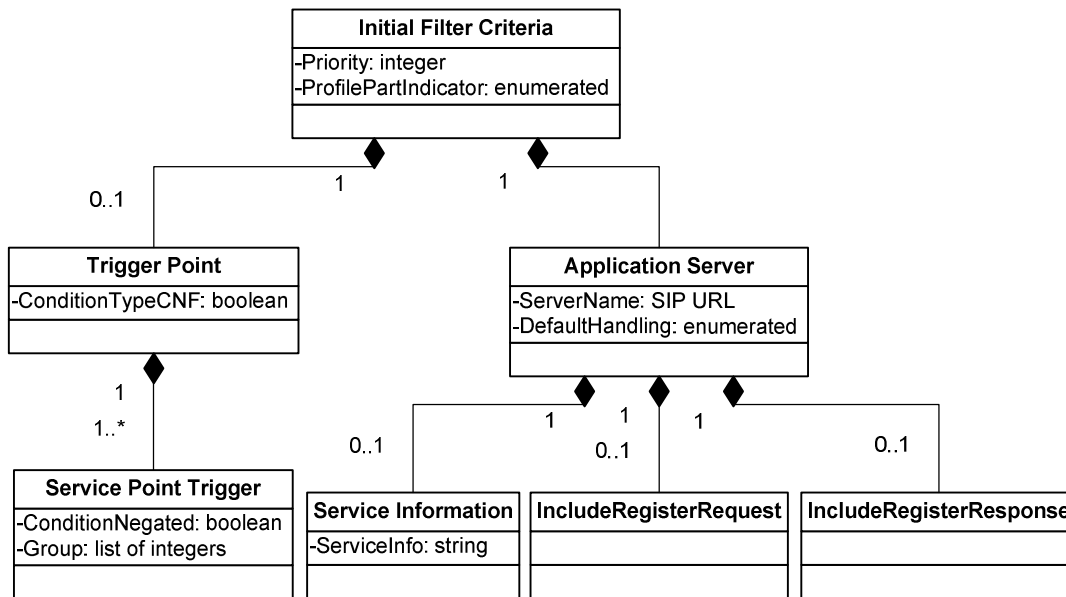 Initial Filter Criteria
-Priority: integer
-ProfilePartIndicator: enumerated
1
1
0..1
Trigger Point
-ConditionTypeCNF: boolean
Application Server
-ServerName: SIP URL
-DefaultHandling: enumerated
1
1..*
1
1
1
0..1
0..1
0..1
Service Point Trigger
-ConditionNegated: boolean
-Group: list of integers
Service Information
-ServiceInfo: string
IncludeRegisterRequest
IncludeRegisterResponse